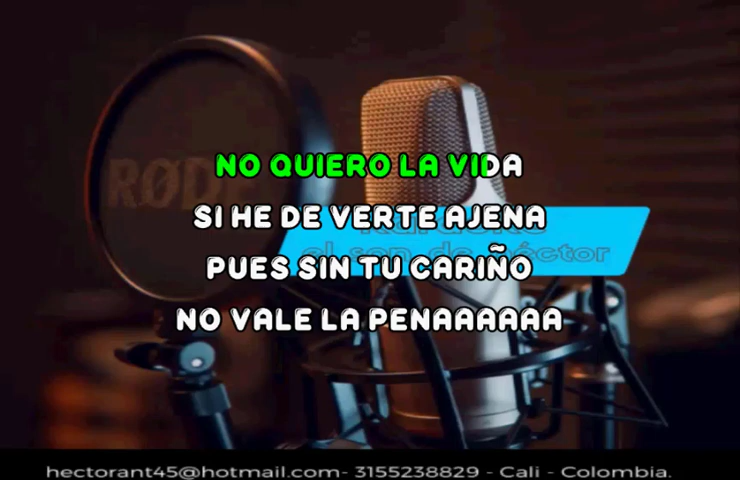 RØDE
NO QUIERO LA VIDA
SI HE DE VERTE AJENA
PUES SIN TU CARIÑO
NO VALE LA PENAAAAAA
hectorant45@hotmail.com- 3155238829 - Cali - Colombia.